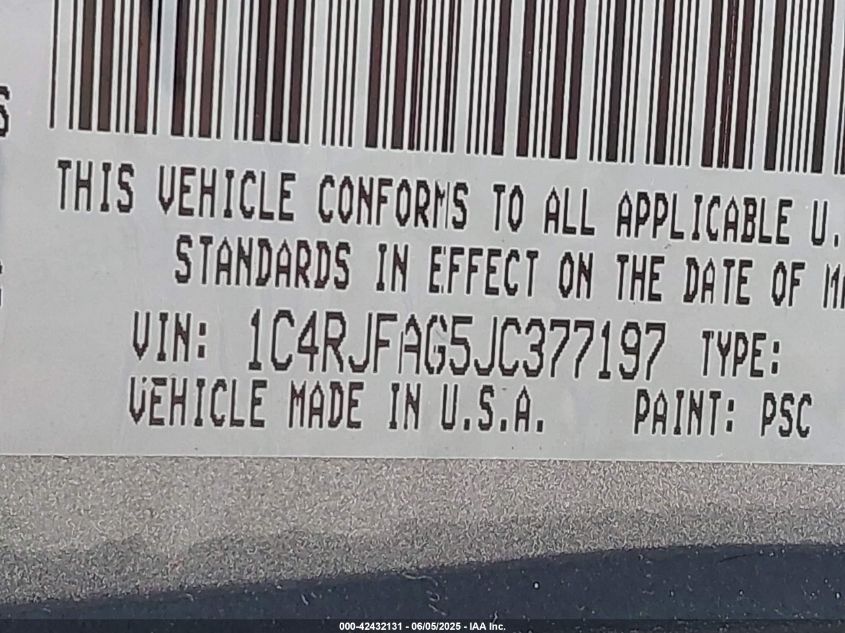 THIS VEHICLE CONFORMS TO ALL APPLICABLE U.
STANDARDS IN EFFECT ON THE DATE OF
VIN: 1C4RJFAG5JC377197 TYPE:
VEHICLE MADE IN U.S.A. PAINT: PSC
000-42432131 - 06/05/2025 - IAA Inc.